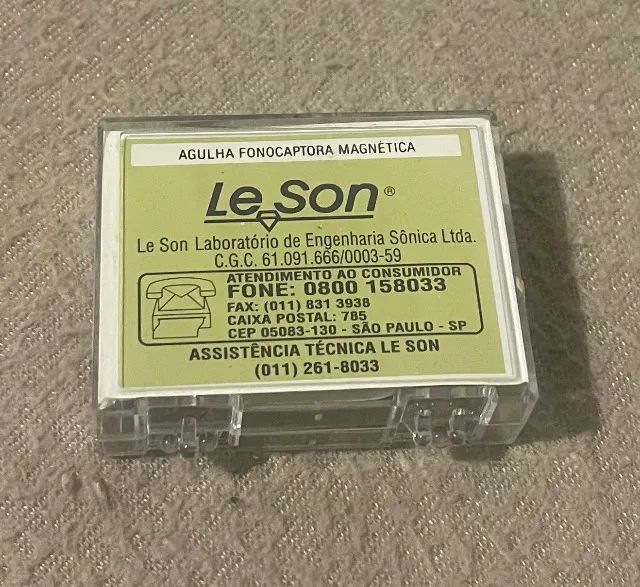 AGULHA FONOCAPTORA MAGNÉTICA
Le Son®
Le Son Laboratório de Engenharia Sônica Ltda.
C.G.C. 61.091.666/0003-59
ATENDIMENTO AO CONSUMIDOR
FONE: 0800 158033
FAX: (011) 831 3938
CAIXA POSTAL: 785
CEP 05083-130 - SÃO PAULO - SP
ASSISTÊNCIA TÉCNICA LE SON
(011) 261-8033